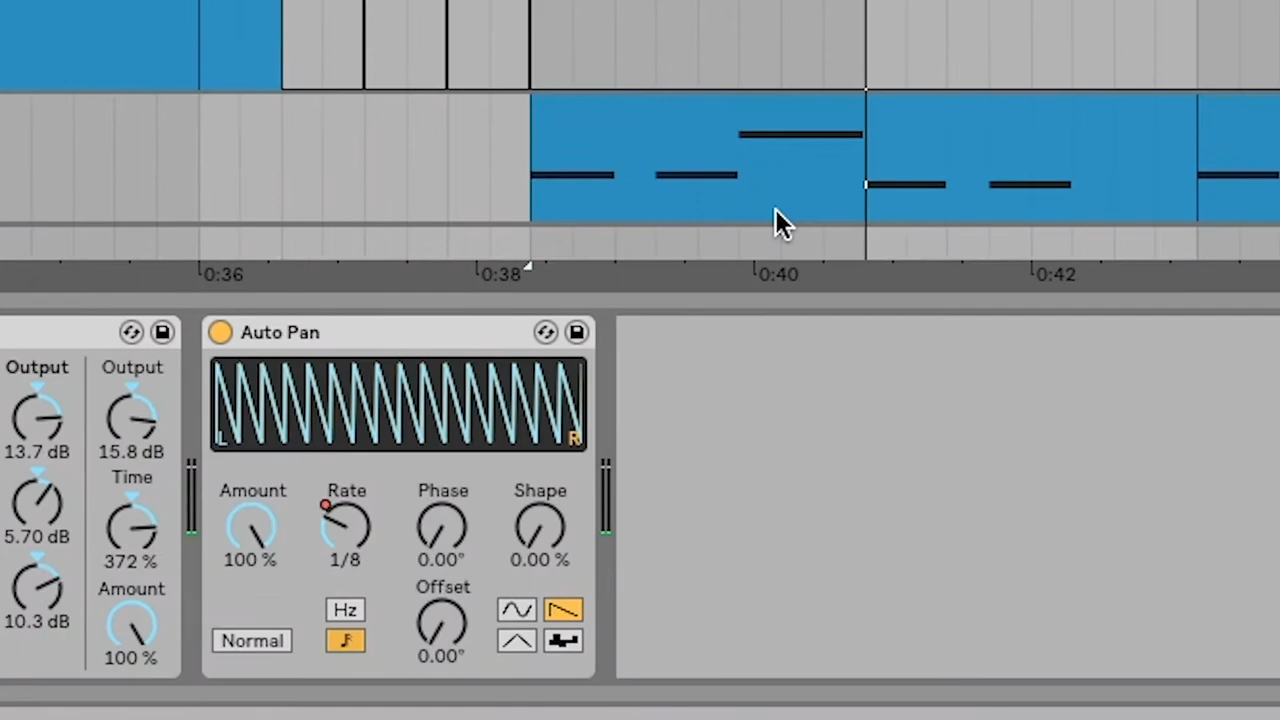 0:36 0:38 0:40 0:42
Auto Pan
Output Output
13.7 dB 15.8 dB
Time
5.70 dB
372 %
Amount
10.3 dB
100 %
L R
Amount Rate Phase Shape
100 % 1/8 0.00° 0.00 %
Offset
Hz
Normal
0.00°